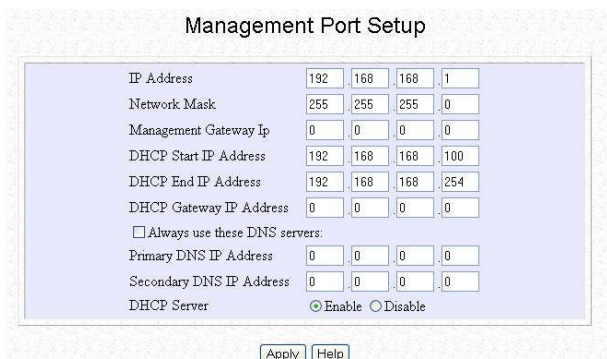 Management Port Setup
IP Address 192 . 168 . 168 . 1
Network Mask 255 . 255 . 255 . 0
Management Gateway Ip 0 . 0 . 0 . 0
DHCP Start IP Address 192 . 168 . 168 . 100
DHCP End IP Address 192 . 168 . 168 . 254
DHCP Gateway IP Address 0 . 0 . 0 . 0
Always use these DNS servers:
Primary DNS IP Address 0 . 0 . 0 . 0
Secondary DNS IP Address 0 . 0 . 0 . 0
DHCP Server Enable Disable
Apply Help